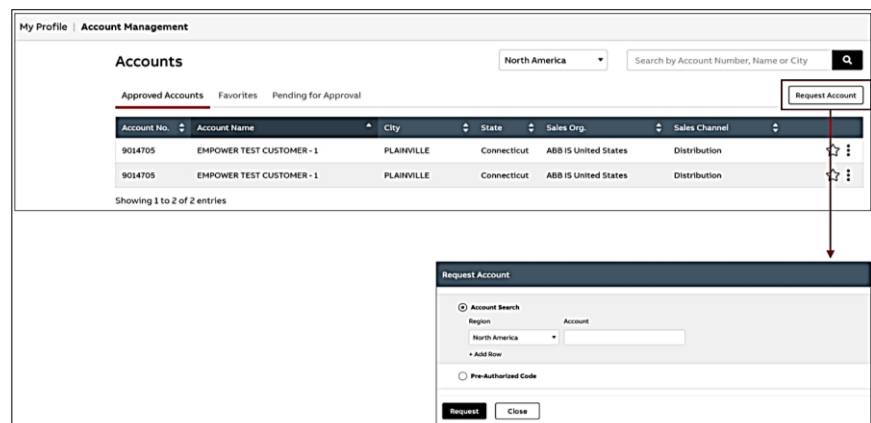 My Profile | Account Management
Accounts
North America
Search by Account Number, Name or City
Approved Accounts Favorites Pending for Approval
Request Account
Account No. Account Name City State Sales Org. Sales Channel
9014705 EMPOWER TEST CUSTOMER - 1 PLAINVILLE Connecticut ABB IS United States Distribution
9014705 EMPOWER TEST CUSTOMER - 1 PLAINVILLE Connecticut ABB IS United States Distribution
Showing 1 to 2 of 2 entries
Request Account
Account Search
Region Account
North America
+ Add Row
Pre-Authorized Code
Request Close